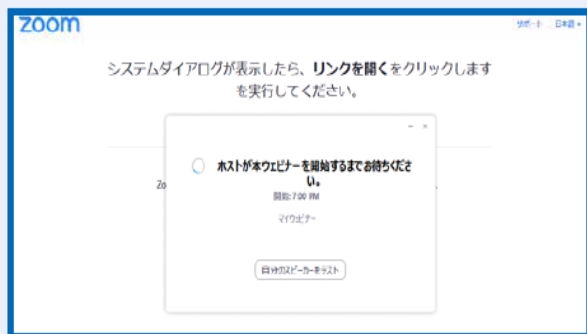 zoom
サポート 日本語
システムダイアログが表示したら、リンクを開くをクリックします
を実行してください。
ホストが本ウェビナーを開始するまでお待ちくださ
い。
開始:7:00 PM
Zo
マイウェビナー
自分のスピーカーをテスト